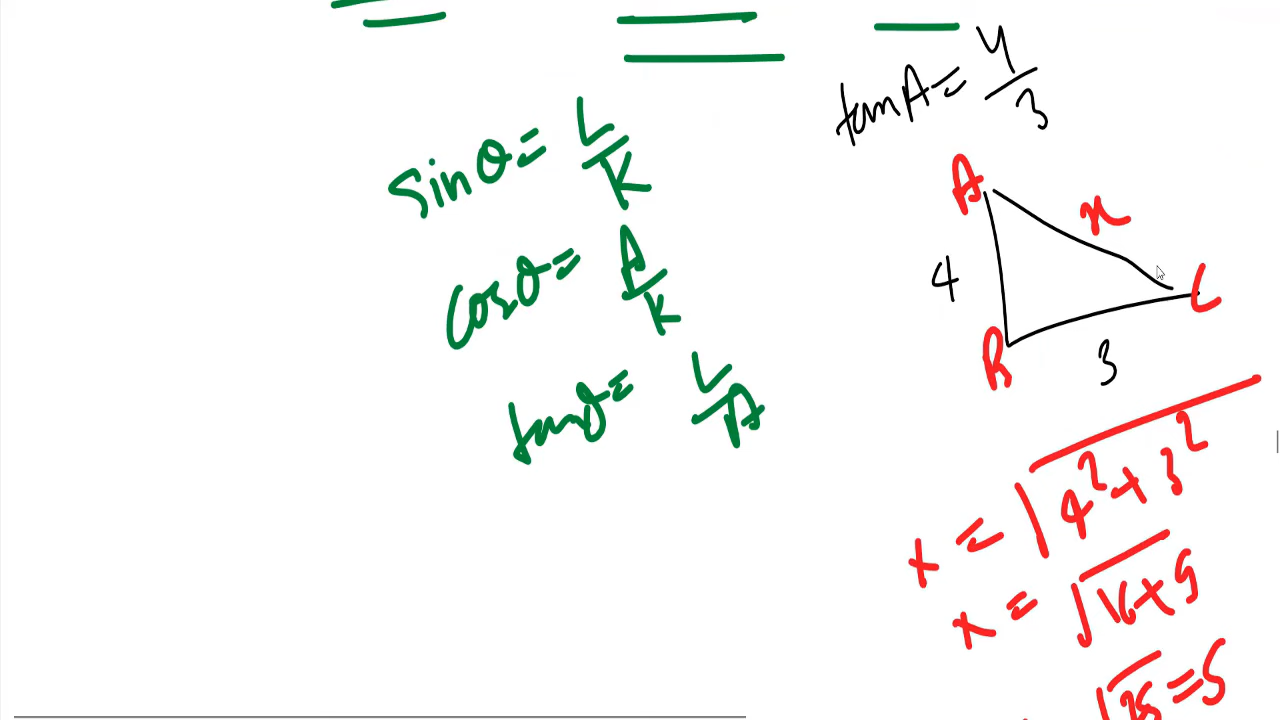 sinθ= L/K
cosθ= A/K
tanθ= L/A
tanA= 4/3
A
x
4
C
B
3
x = √4²+3²
x = √16+9
√25=5